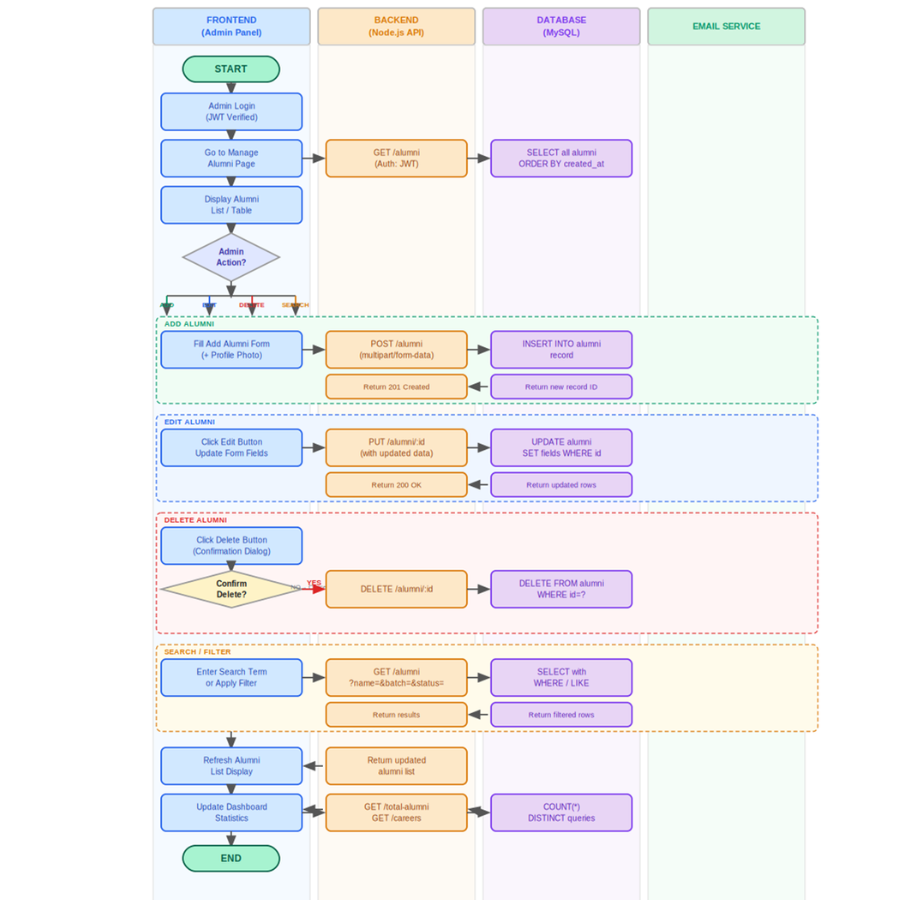 FRONTEND
(Admin Panel)
BACKEND
(Node.js API)
DATABASE
(MySQL)
EMAIL SERVICE
START
Admin Login
(JWT Verified)
Go to Manage
Alumni Page
GET /alumni
(Auth: JWT)
SELECT all alumni
ORDER BY created_at
Display Alumni
List / Table
Admin
Action?
ADD
EDIT
DELETE
SEARCH
ADD ALUMNI
Fill Add Alumni Form
(+ Profile Photo)
POST /alumni
(multipart/form-data)
INSERT INTO alumni
record
Return 201 Created
Return new record ID
EDIT ALUMNI
Click Edit Button
Update Form Fields
PUT /alumni/:id
(with updated data)
UPDATE alumni
SET fields WHERE id
Return 200 OK
Return updated rows
DELETE ALUMNI
Click Delete Button
(Confirmation Dialog)
Confirm
Delete?
YES
DELETE /alumni/:id
DELETE FROM alumni
WHERE id=?
SEARCH / FILTER
Enter Search Term
or Apply Filter
GET /alumni
?name=&batch=&status=
SELECT with
WHERE / LIKE
Return results
Return filtered rows
Refresh Alumni
List Display
Return updated
alumni list
Update Dashboard
Statistics
GET /total-alumni
GET /careers
COUNT(*)
DISTINCT queries
END